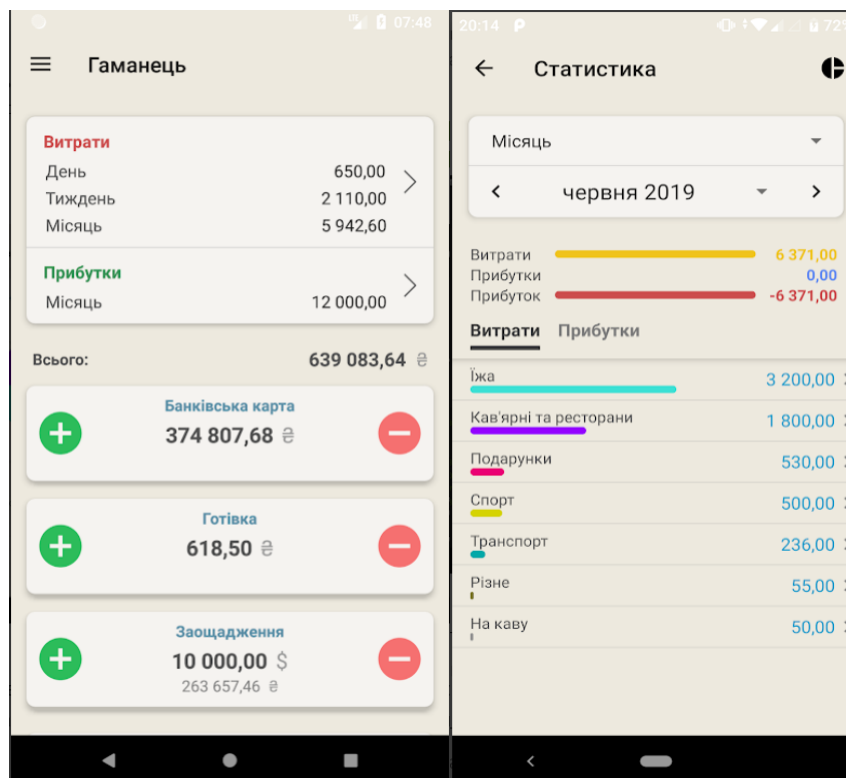 07:48
Гаманець
Витрати
День 650,00
Тиждень 2 110,00
Місяць 5 942,60
Прибутки
Місяць 12 000,00
Всього: 639 083,64 ₴
Банківська карта
374 807,68 ₴
Готівка
618,50 ₴
Заощадження
10 000,00 $
263 657,46 ₴
20:14 72%
Статистика
Місяць
червня 2019
Витрати 6 371,00
Прибутки 0,00
Прибуток -6 371,00
Витрати Прибутки
Їжа 3 200,00
Кав'ярні та ресторани 1 800,00
Подарунки 530,00
Спорт 500,00
Транспорт 236,00
Різне 55,00
На каву 50,00